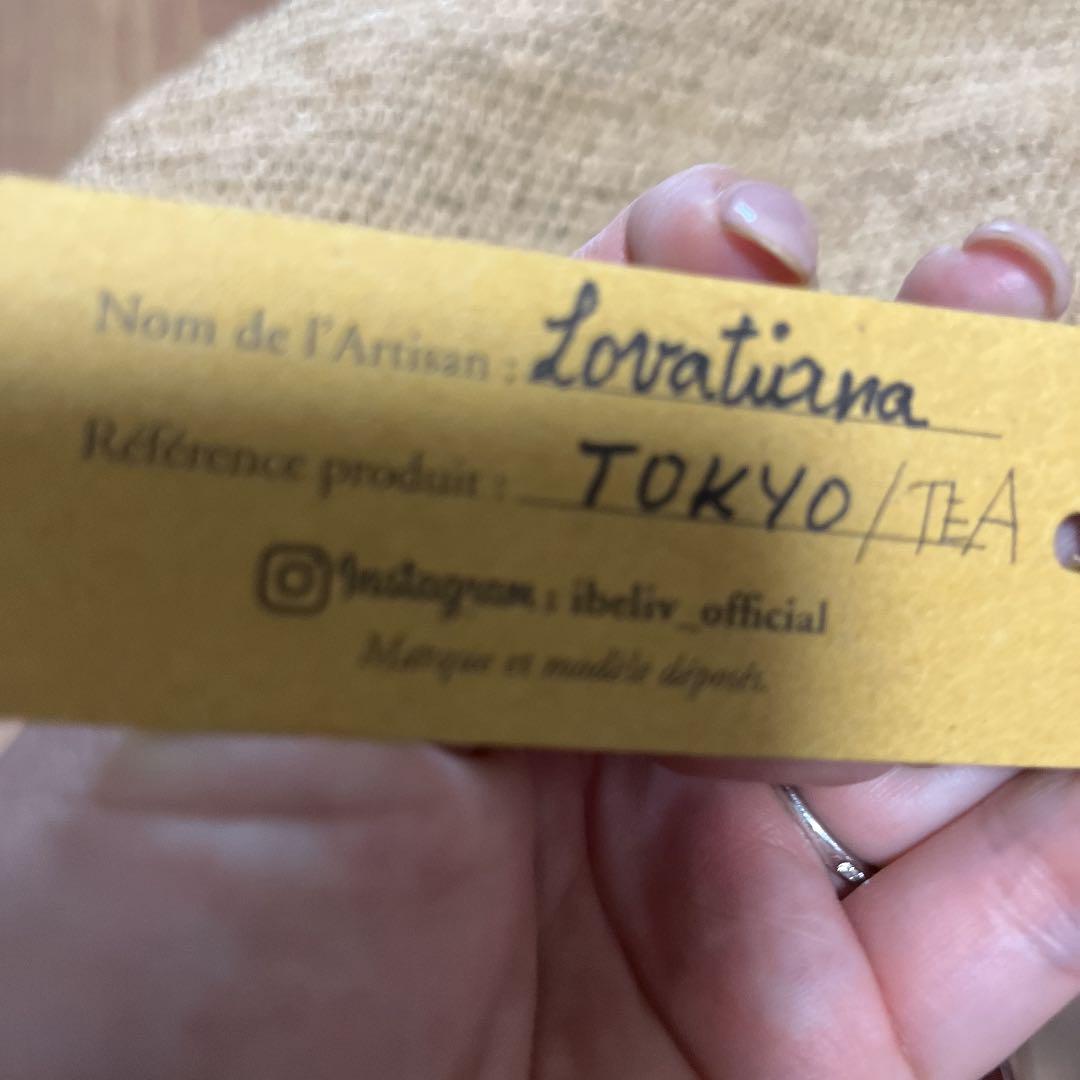 Nom de l'Artisan : Lovatiana
Référence produit : TOKYO/TEA
Instagram : ibeliv_official
Marque et modèle déposés.